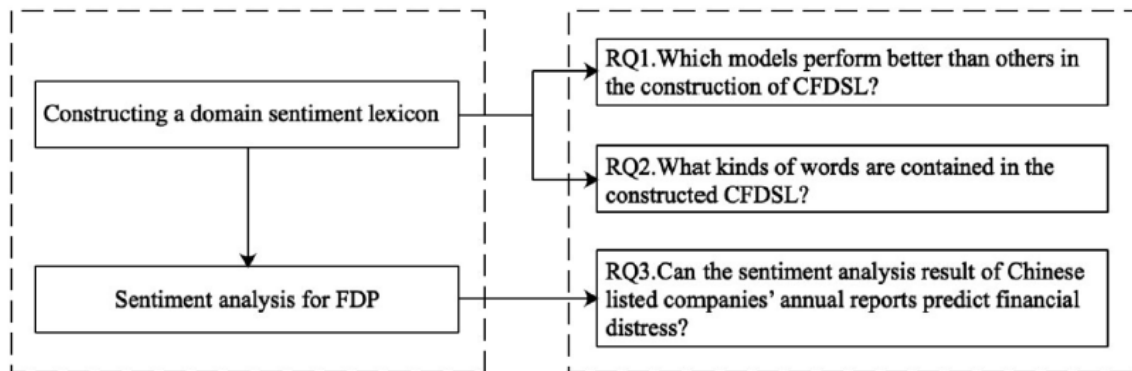 Constructing a domain sentiment lexicon
Sentiment analysis for FDP
RQ1.Which models perform better than others in
the construction of CFDSL?
RQ2.What kinds of words are contained in the
constructed CFDSL?
RQ3.Can the sentiment analysis result of Chinese
listed companies’ annual reports predict financial
distress?